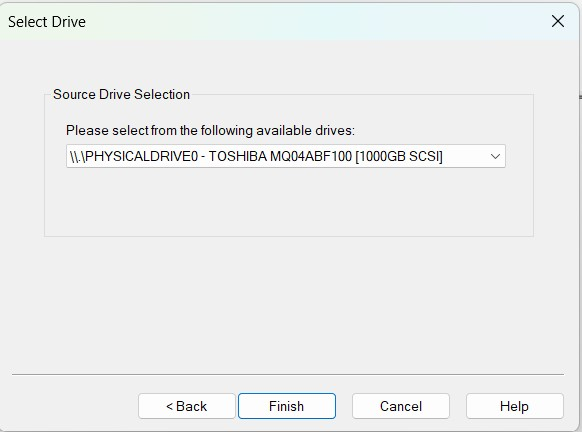 Select Drive
Source Drive Selection
Please select from the following available drives:
\\.\PHYSICALDRIVE0 - TOSHIBA MQ04ABF100 [1000GB SCSI]
< Back Finish Cancel Help